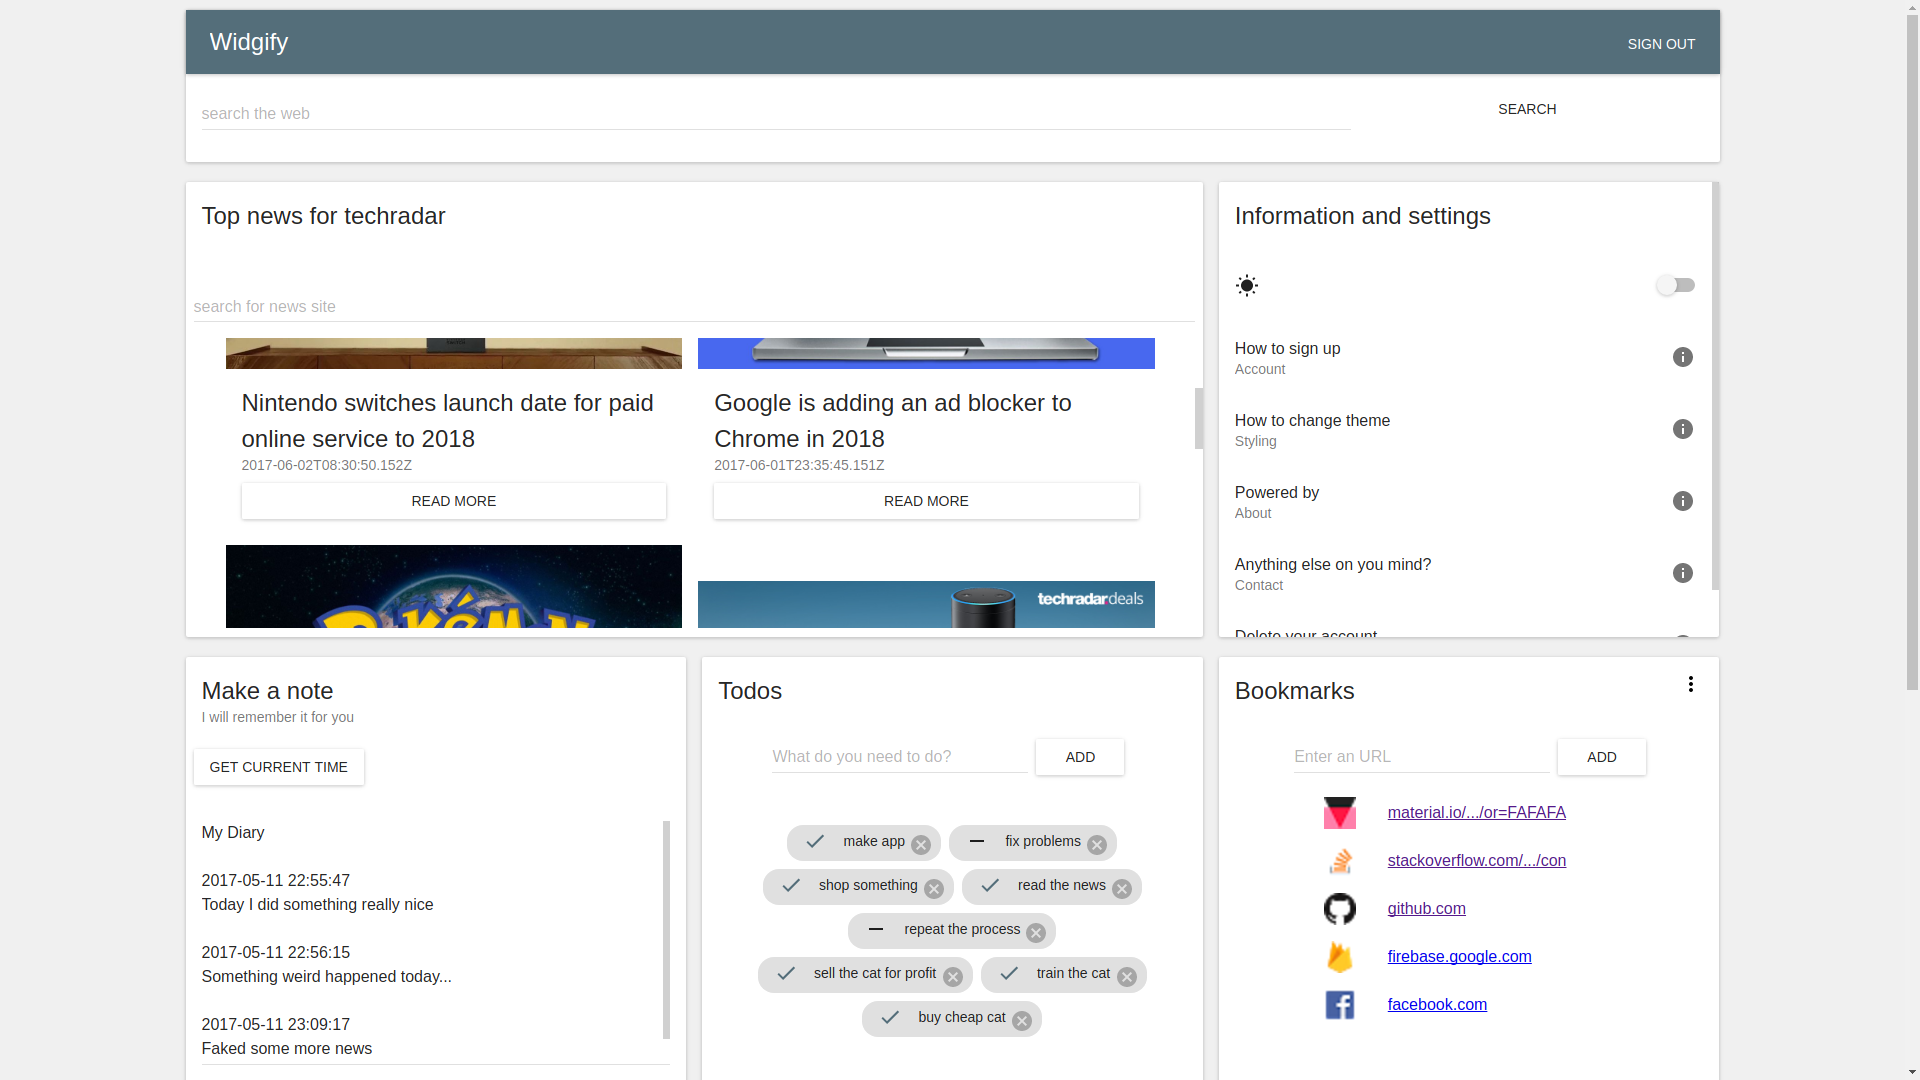 Widgify
SIGN OUT
search the web
SEARCH
Top news for techradar
search for news site
Nintendo switches launch date for paid
online service to 2018
2017-06-02T08:30:50.152Z
READ MORE
Google is adding an ad blocker to
Chrome in 2018
2017-06-01T23:35:45.151Z
READ MORE
techradar.deals
Information and settings
How to sign up
Account
How to change theme
Styling
Powered by
About
Anything else on you mind?
Contact
Delete your account
Make a note
I will remember it for you
GET CURRENT TIME
My Diary
2017-05-11 22:55:47
Today I did something really nice
2017-05-11 22:56:15
Something weird happened today...
2017-05-11 23:09:17
Faked some more news
Todos
What do you need to do?
ADD
make app
fix problems
shop something
read the news
repeat the process
sell the cat for profit
train the cat
buy cheap cat
Bookmarks
Enter an URL
ADD
material.io/.../or=FAFAFA
stackoverflow.com/.../con
github.com
firebase.google.com
facebook.com